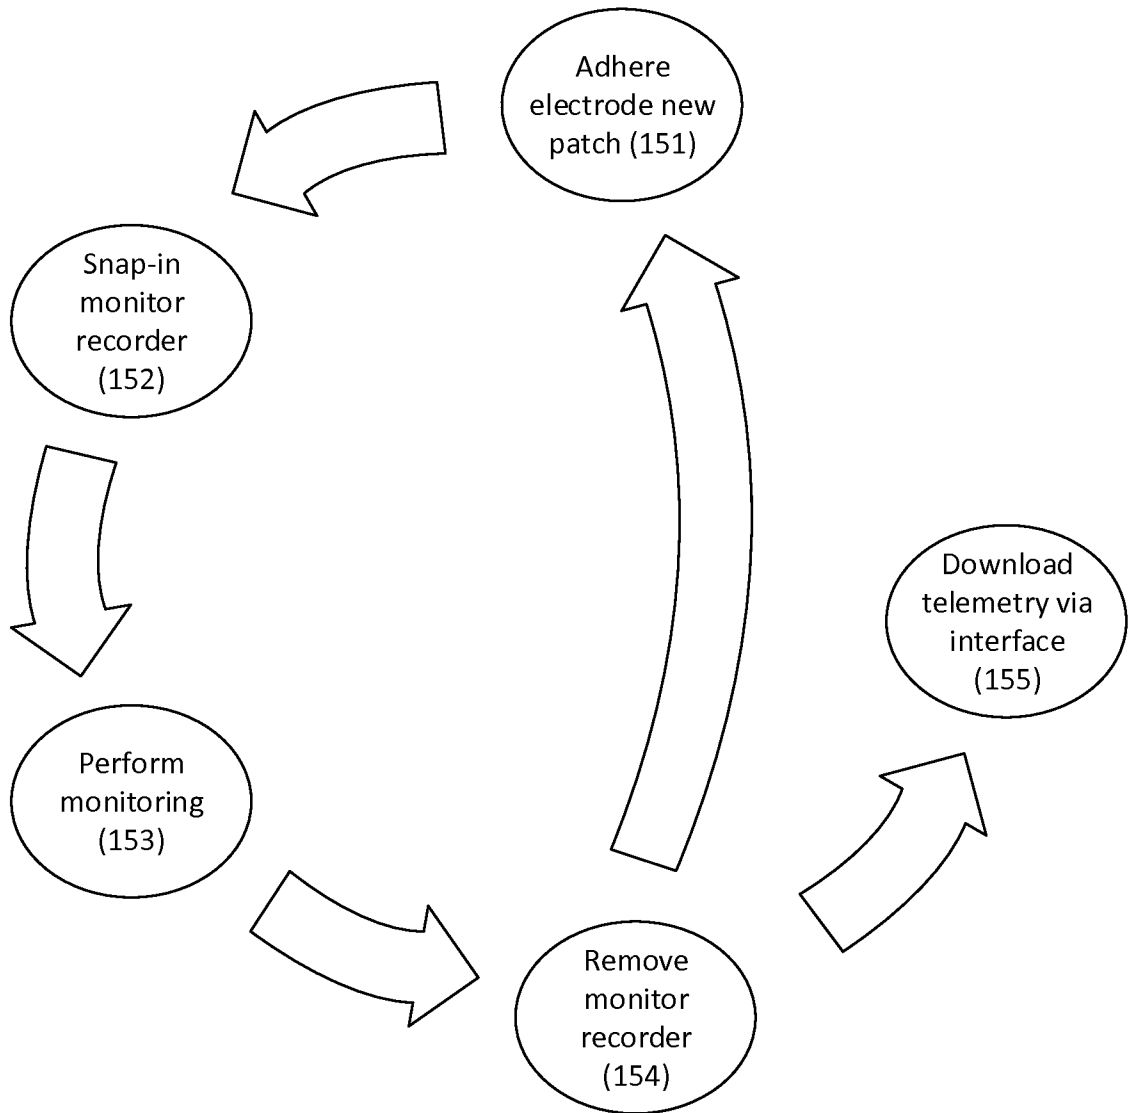 Adhere
electrode new
patch (151)
Snap-in
monitor
recorder
(152)
Perform
monitoring
(153)
Remove
monitor
recorder
(154)
Download
telemetry via
interface
(155)